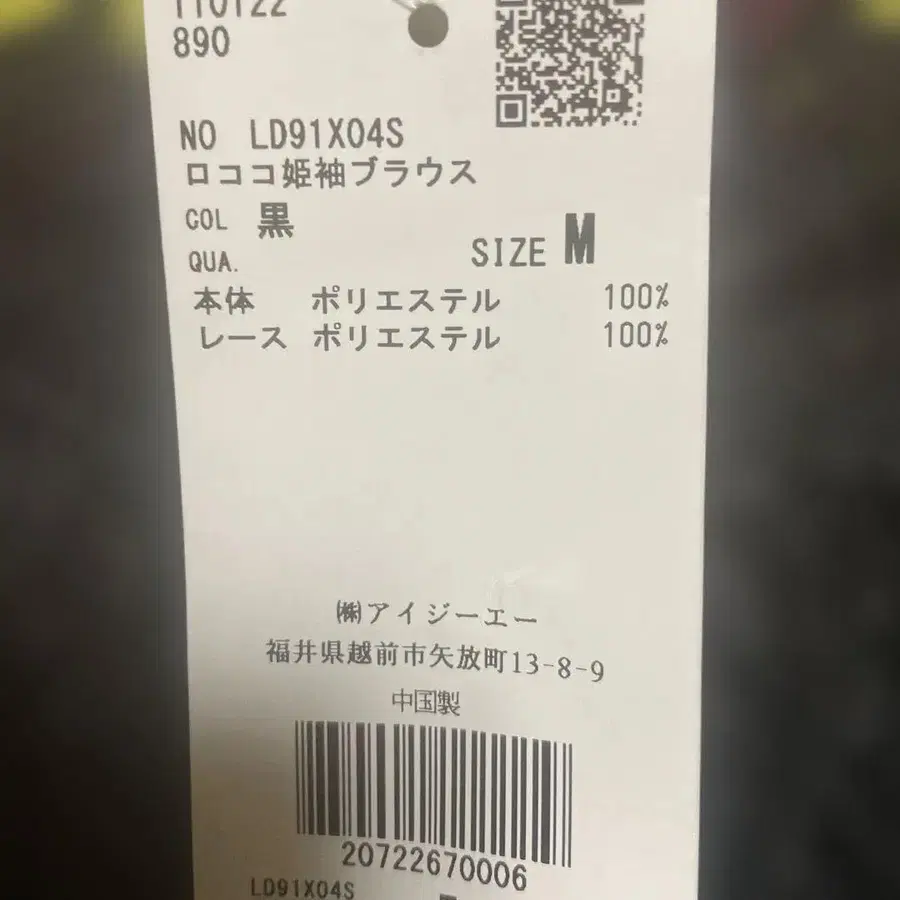 110122
890
NO LD91X04S
ロココ姫袖ブラウス
COL 黒
QUA. SIZE M
本体 ポリエステル 100%
レース ポリエステル 100%
㈱アイジーエー
福井県越前市矢放町13-8-9
中国製
20722670006
LD91X04S